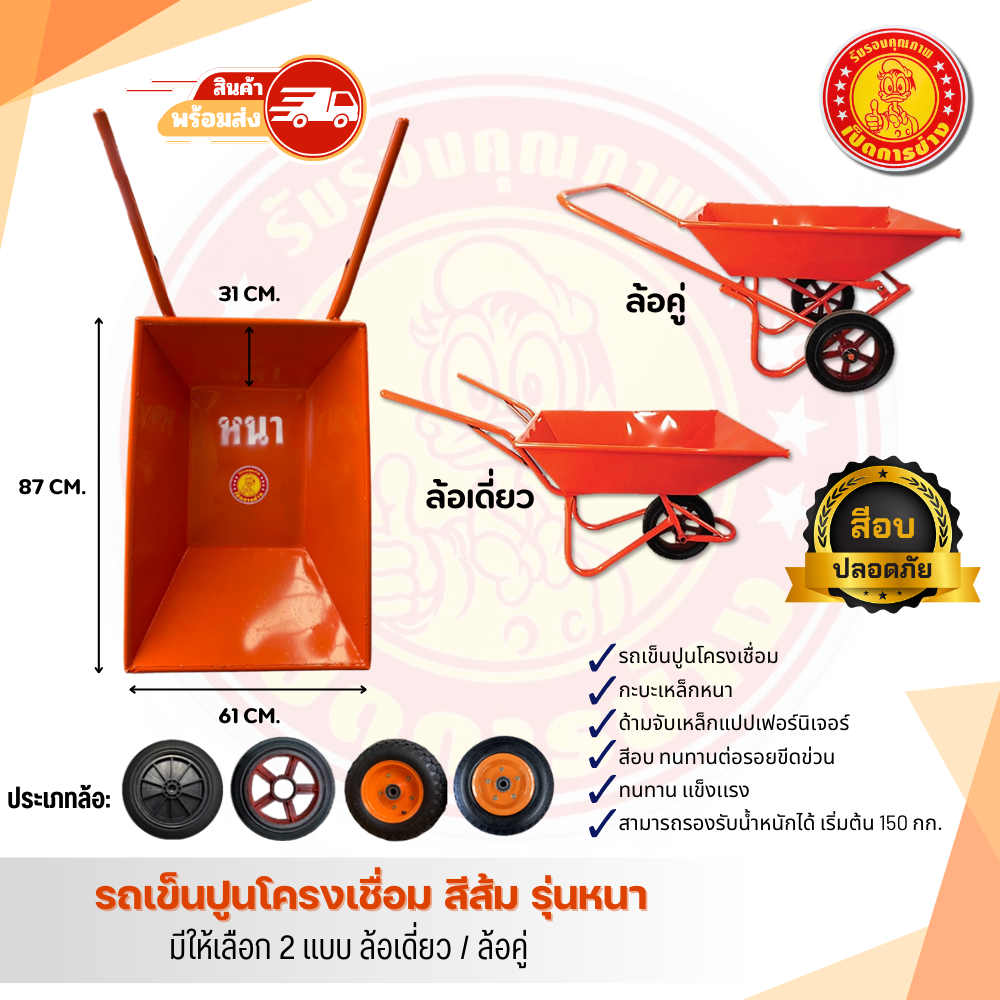 สินค้า
พร้อมส่ง
รับรองคุณภาพ
เป็ดการช่าง
31 CM.
87 CM.
61 CM.
หนา
ล้อคู่
ล้อเดี่ยว
สีอบ
ปลอดภัย
รถเข็นปูนโครงเชื่อม
กะบะเหล็กหนา
ด้ามจับเหล็กแปปเฟอร์นิเจอร์
สีอบ ทนทานต่อรอยขีดข่วน
ทนทาน แข็งแรง
สามารถรองรับน้ำหนักได้ เริ่มต้น 150 กก.
ประเภทล้อ:
รถเข็นปูนโครงเชื่อม สีส้ม รุ่นหนา
มีให้เลือก 2 แบบ ล้อเดี่ยว / ล้อคู่